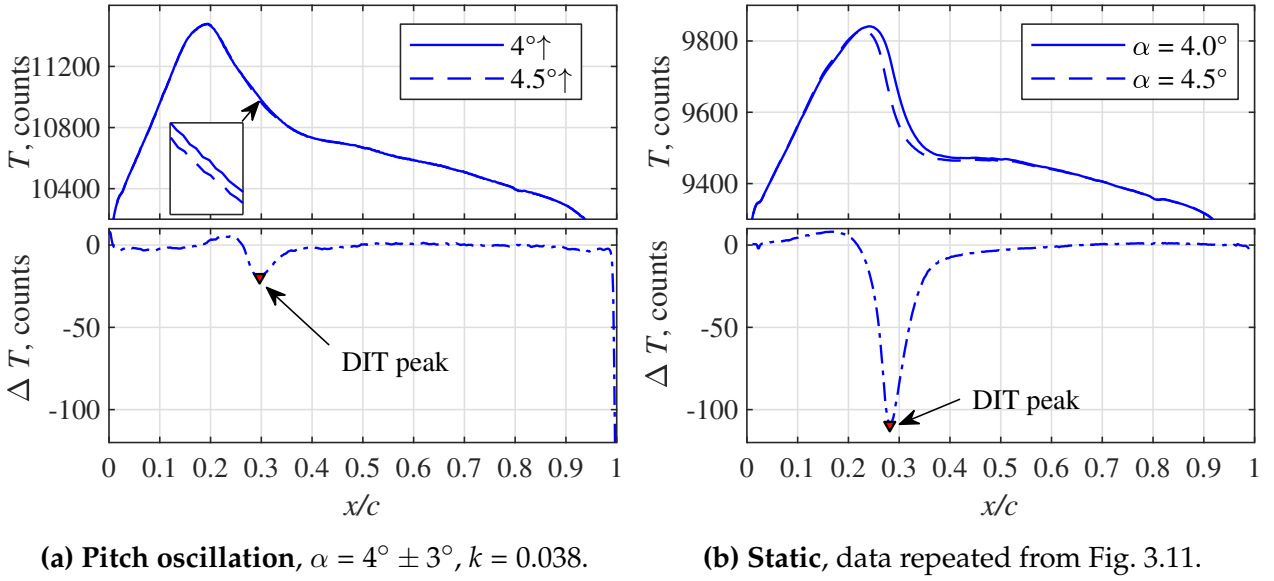 T, counts
11200
10800
10400
4°↑
4.5°↑
Δ T, counts
0
-50
-100
DIT peak
0 0.1 0.2 0.3 0.4 0.5 0.6 0.7 0.8 0.9 1
x/c
(a) Pitch oscillation, α = 4° ± 3°, k = 0.038.
T, counts
9800
9600
9400
α = 4.0°
α = 4.5°
Δ T, counts
0
-50
-100
DIT peak
0 0.1 0.2 0.3 0.4 0.5 0.6 0.7 0.8 0.9 1
x/c
(b) Static, data repeated from Fig. 3.11.